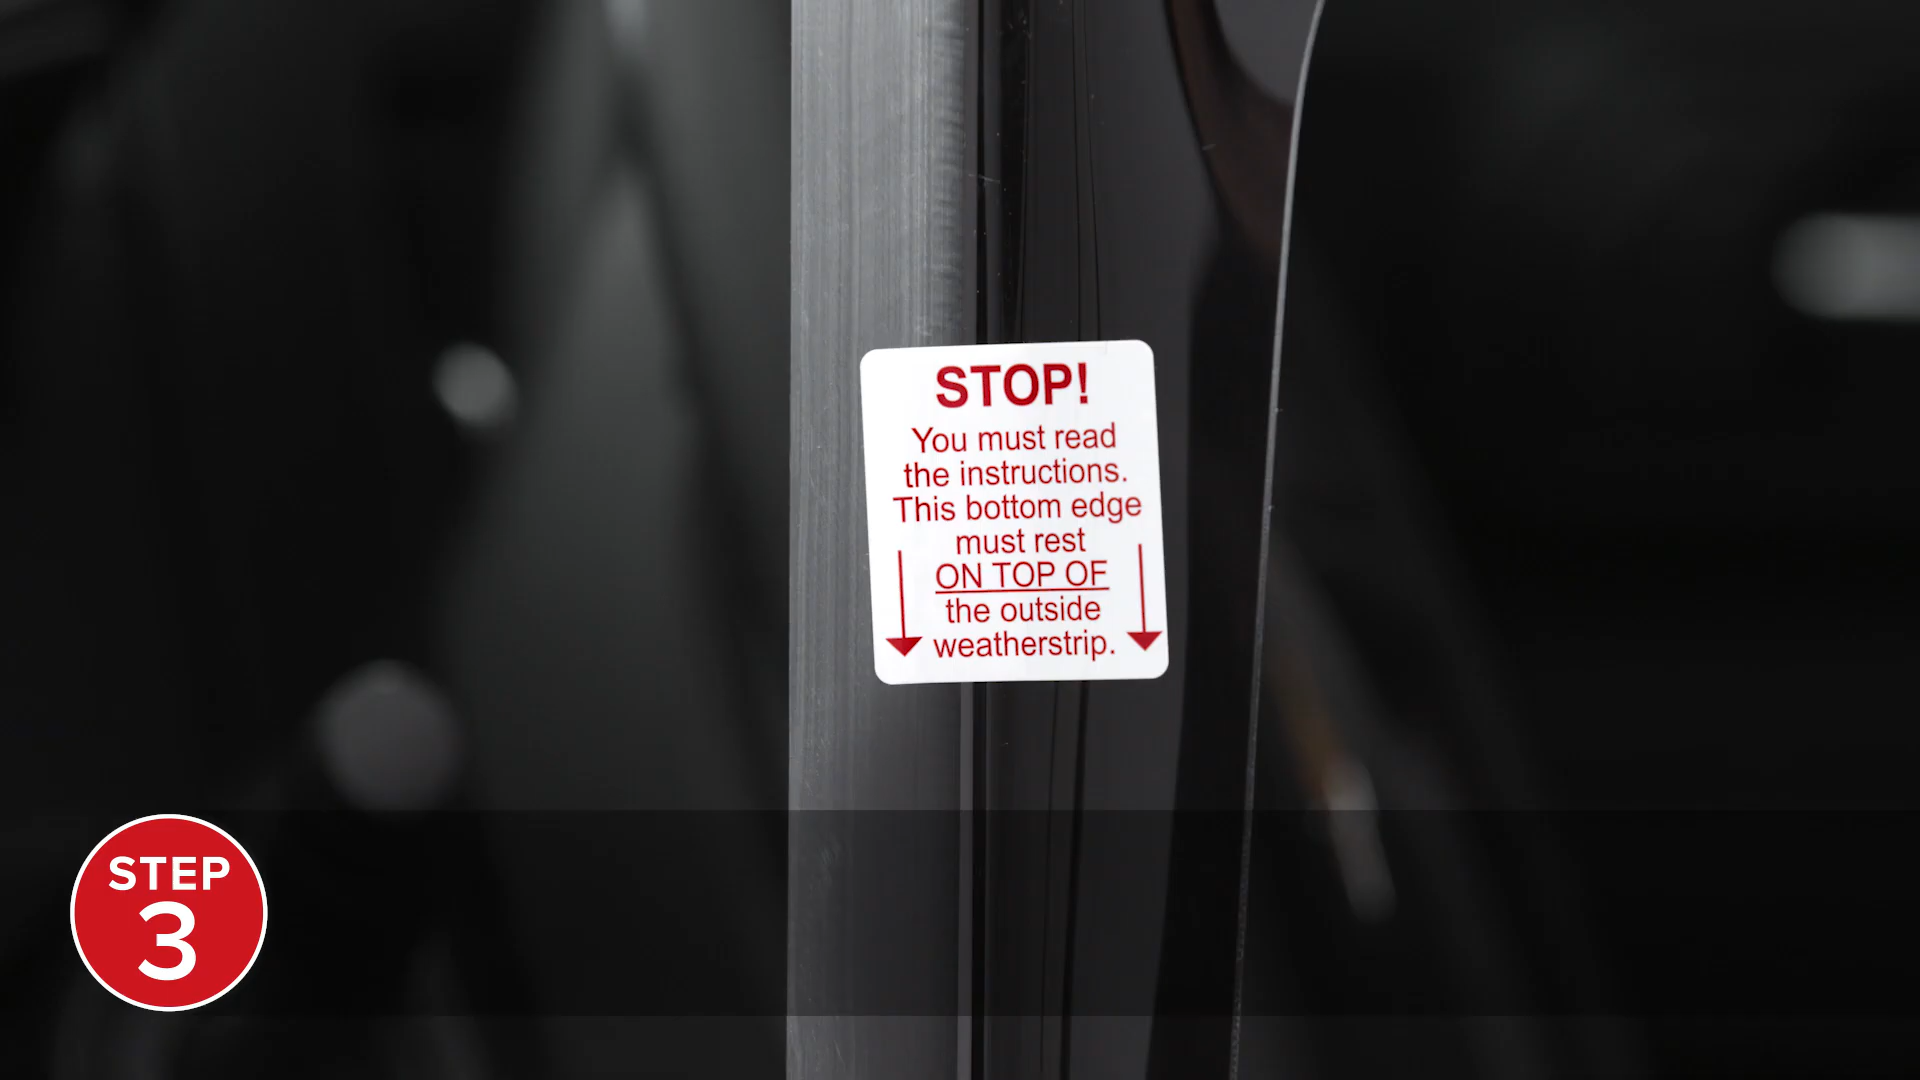 STOP!
You must read
the instructions.
This bottom edge
must rest
ON TOP OF
the outside
weatherstrip.
STEP
3